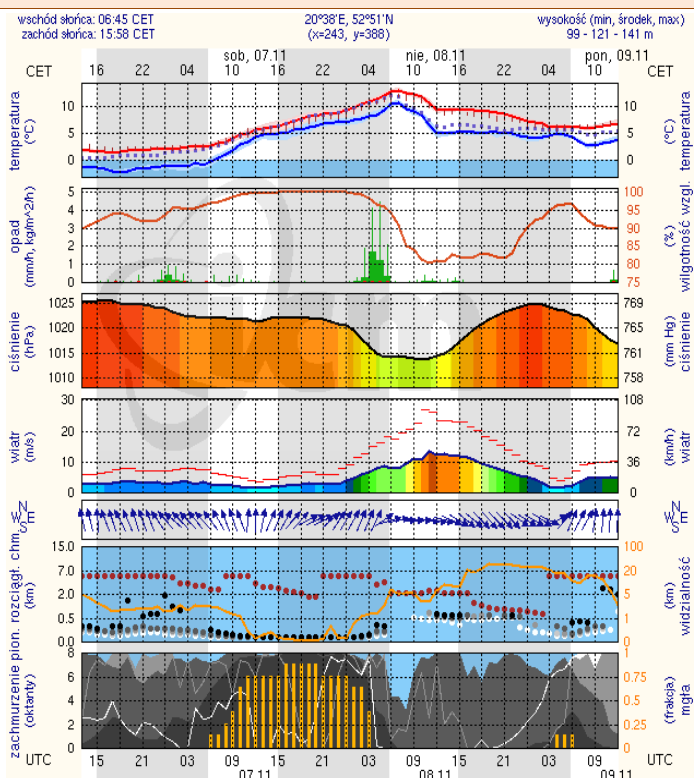 wschód słońca: 06:45 CET
zachód słońca: 15:58 CET
20°38'E, 52°51'N
(x=243, y=388)
wysokość (min, środek, max)
99 - 121 - 141 m
sob, 07.11 nie, 08.11 pon, 09.11
CET 16 22 04 10 16 22 04 10 16 22 04 10 CET
temperatura
(°C)
10
5
0
10
5
0
temperatura
(°C)
opad
(mm/h, kg/m^2/h)
5
4
3
2
1
0
100
95
90
85
80
75
(%)
wilgotność wzgl.
ciśnienie
(hPa)
1025
1020
1015
1010
769
765
761
758
(mm Hg)
ciśnienie
wiatr
(m/s)
30
20
10
0
108
72
36
0
(km/h)
wiatr
N
W E
S
N
W E
S
pion. rozciągł. chm.
(km)
15.0
7.0
2.0
0.5
0.0
100
20
5
1
0
(km)
widzialność
zachmurzenie
(oktanty)
8
6
4
2
0
1
0.75
0.5
0.25
0
(frakcja)
mgła
UTC 15 21 03 09 15 21 03 09 15 21 03 09 UTC
07.11 08.11 09.11